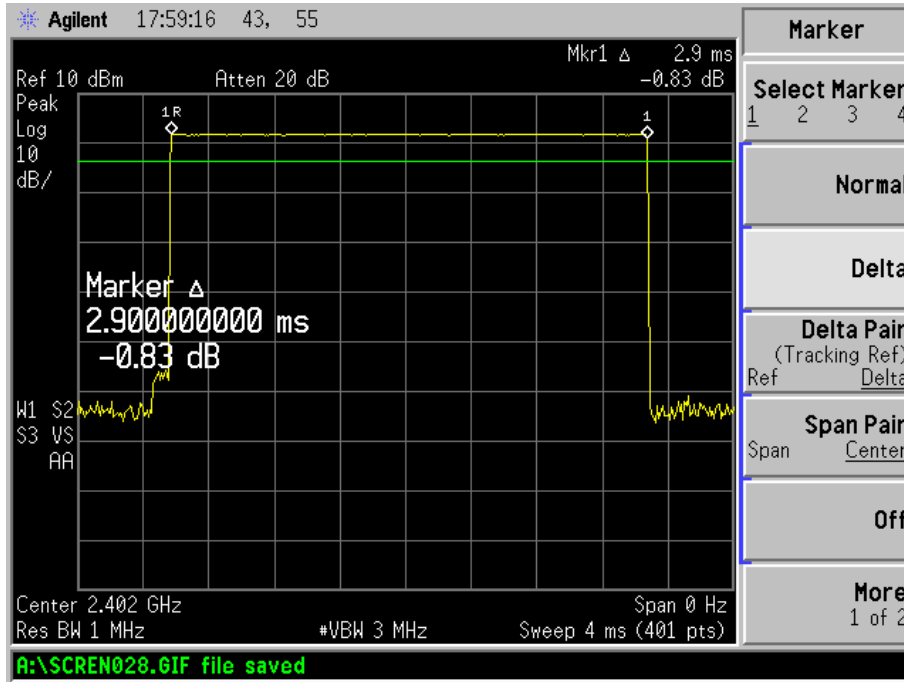 Agilent 17:59:16 43, 55
Marker
Mkr1 Δ 2.9 ms
Ref 10 dBm Atten 20 dB -0.83 dB
Peak
Log
10
dB/
1R
1
Select Marker
1 2 3 4
Normal
Delta
Marker Δ
2.900000000 ms
-0.83 dB
Delta Pair
(Tracking Ref)
Ref Delta
W1 S2
S3 VS
AA
Span Pair
Span Center
Off
Center 2.402 GHz Span 0 Hz
Res BW 1 MHz #VBW 3 MHz Sweep 4 ms (401 pts)
More
1 of 2
A:\SCREN028.GIF file saved